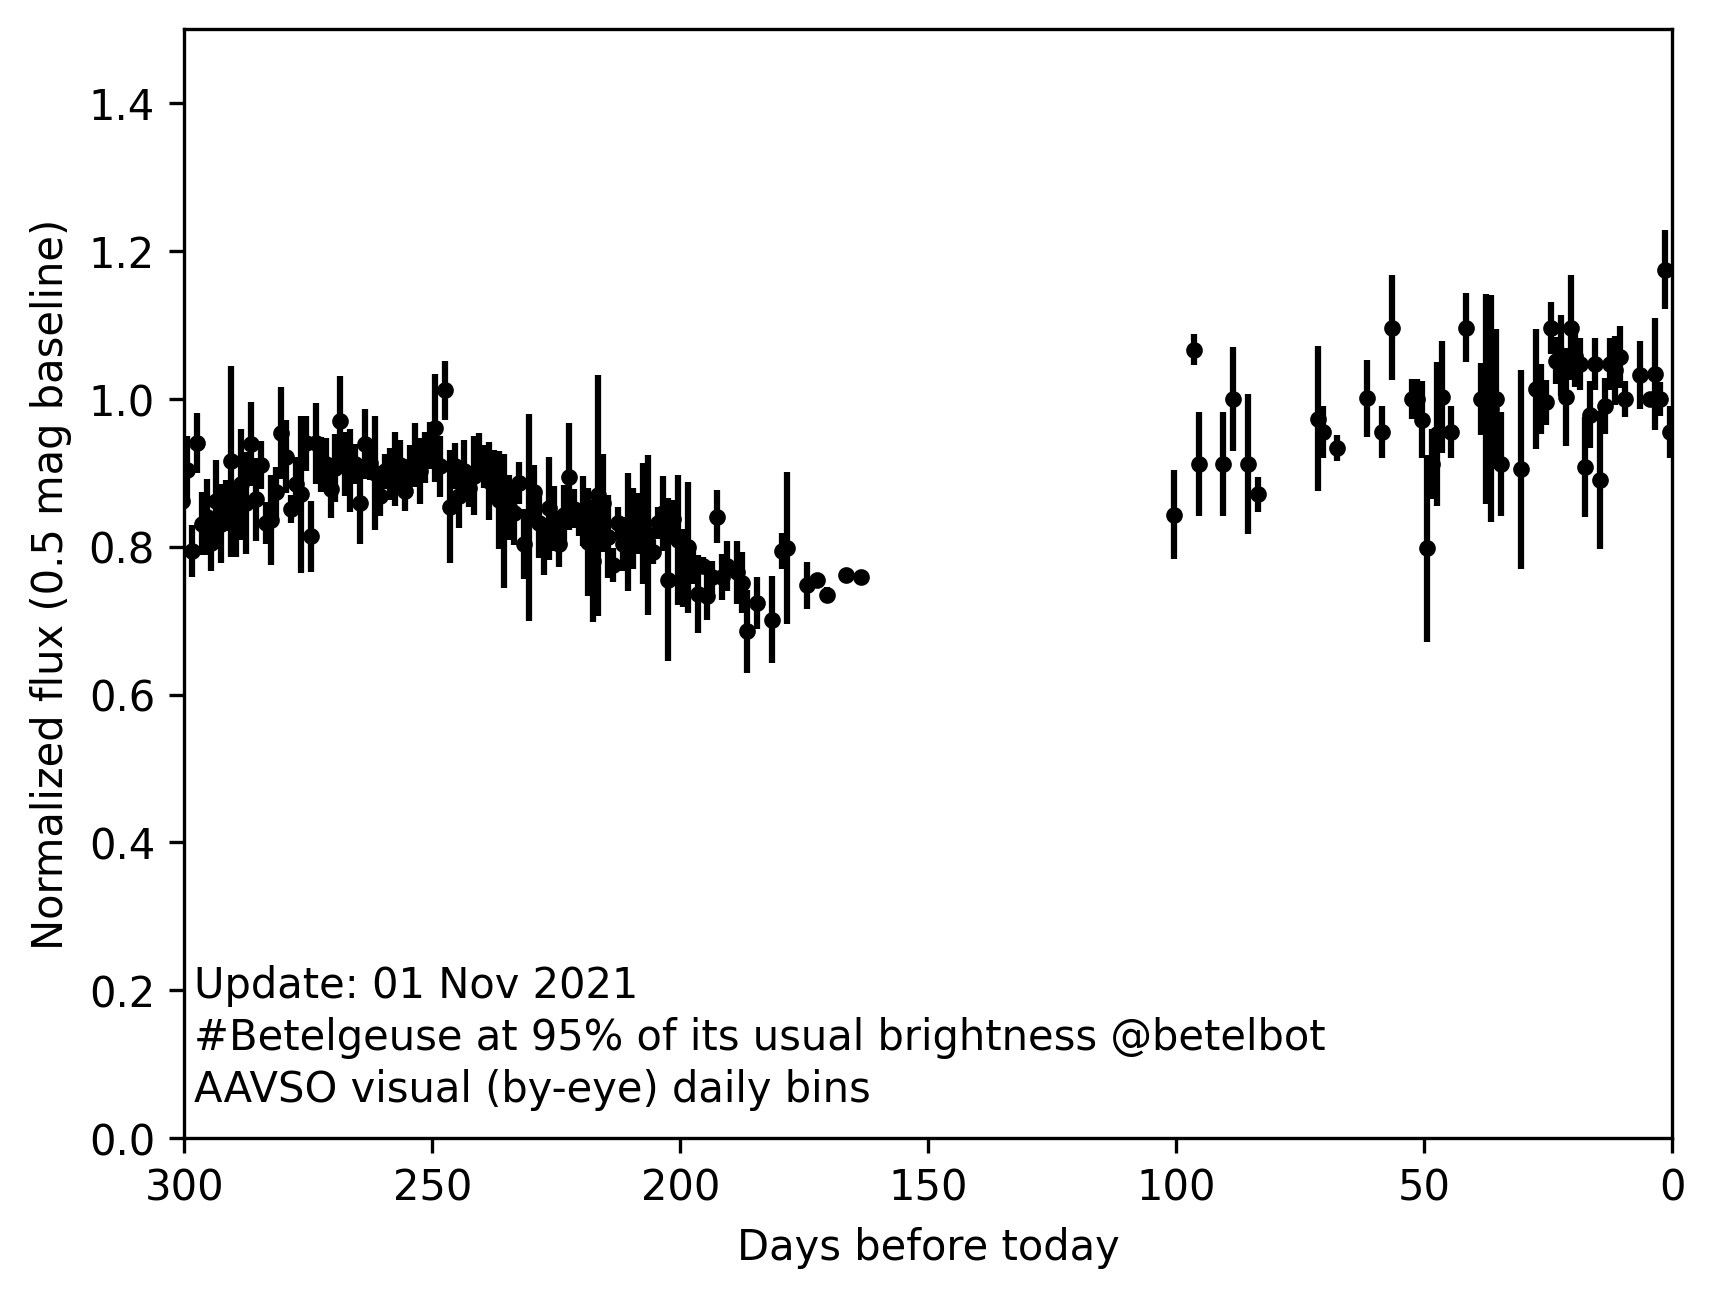 1.4
1.2
1.0
0.8
0.6
0.4
0.2
0.0
Normalized flux (0.5 mag baseline)
Update: 01 Nov 2021
#Betelgeuse at 95% of its usual brightness @betelbot
AAVSO visual (by-eye) daily bins
300 250 200 150 100 50 0
Days before today